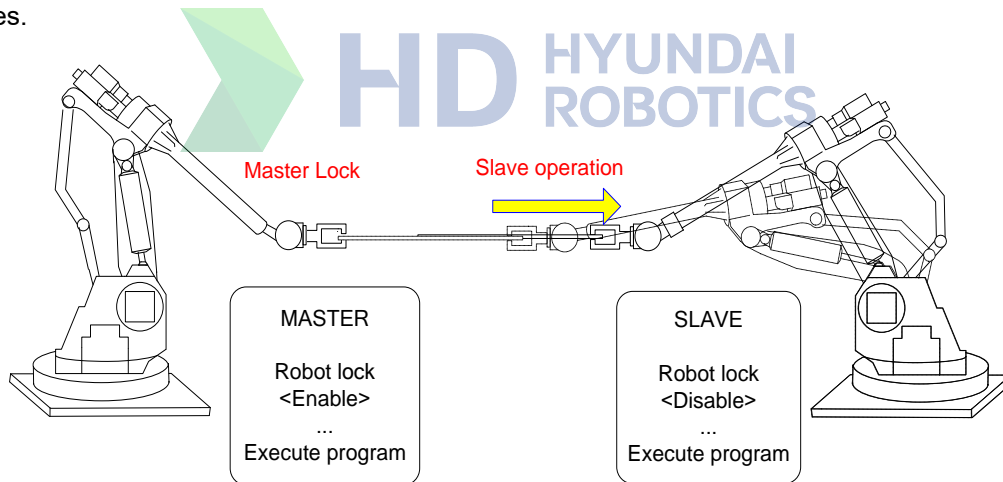 es.
HD HYUNDAI
ROBOTICS
Master Lock
Slave operation
MASTER
Robot lock
<Enable>
...
Execute program
SLAVE
Robot lock
<Disable>
...
Execute program